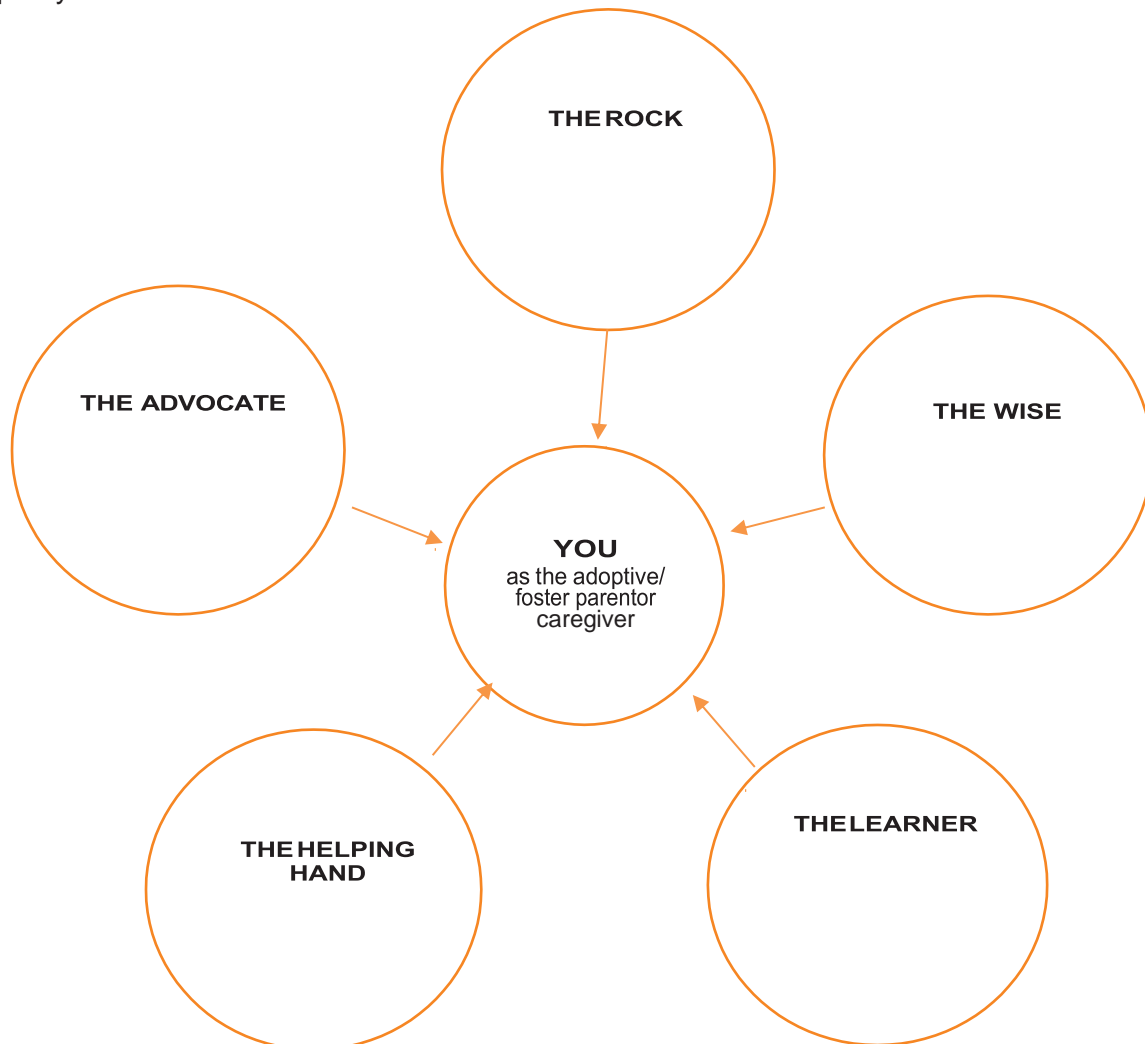 THE ROCK
THE ADVOCATE
THE WISE
YOU
as the adoptive/
foster parentor
caregiver
THE HELPING
HAND
THE LEARNER